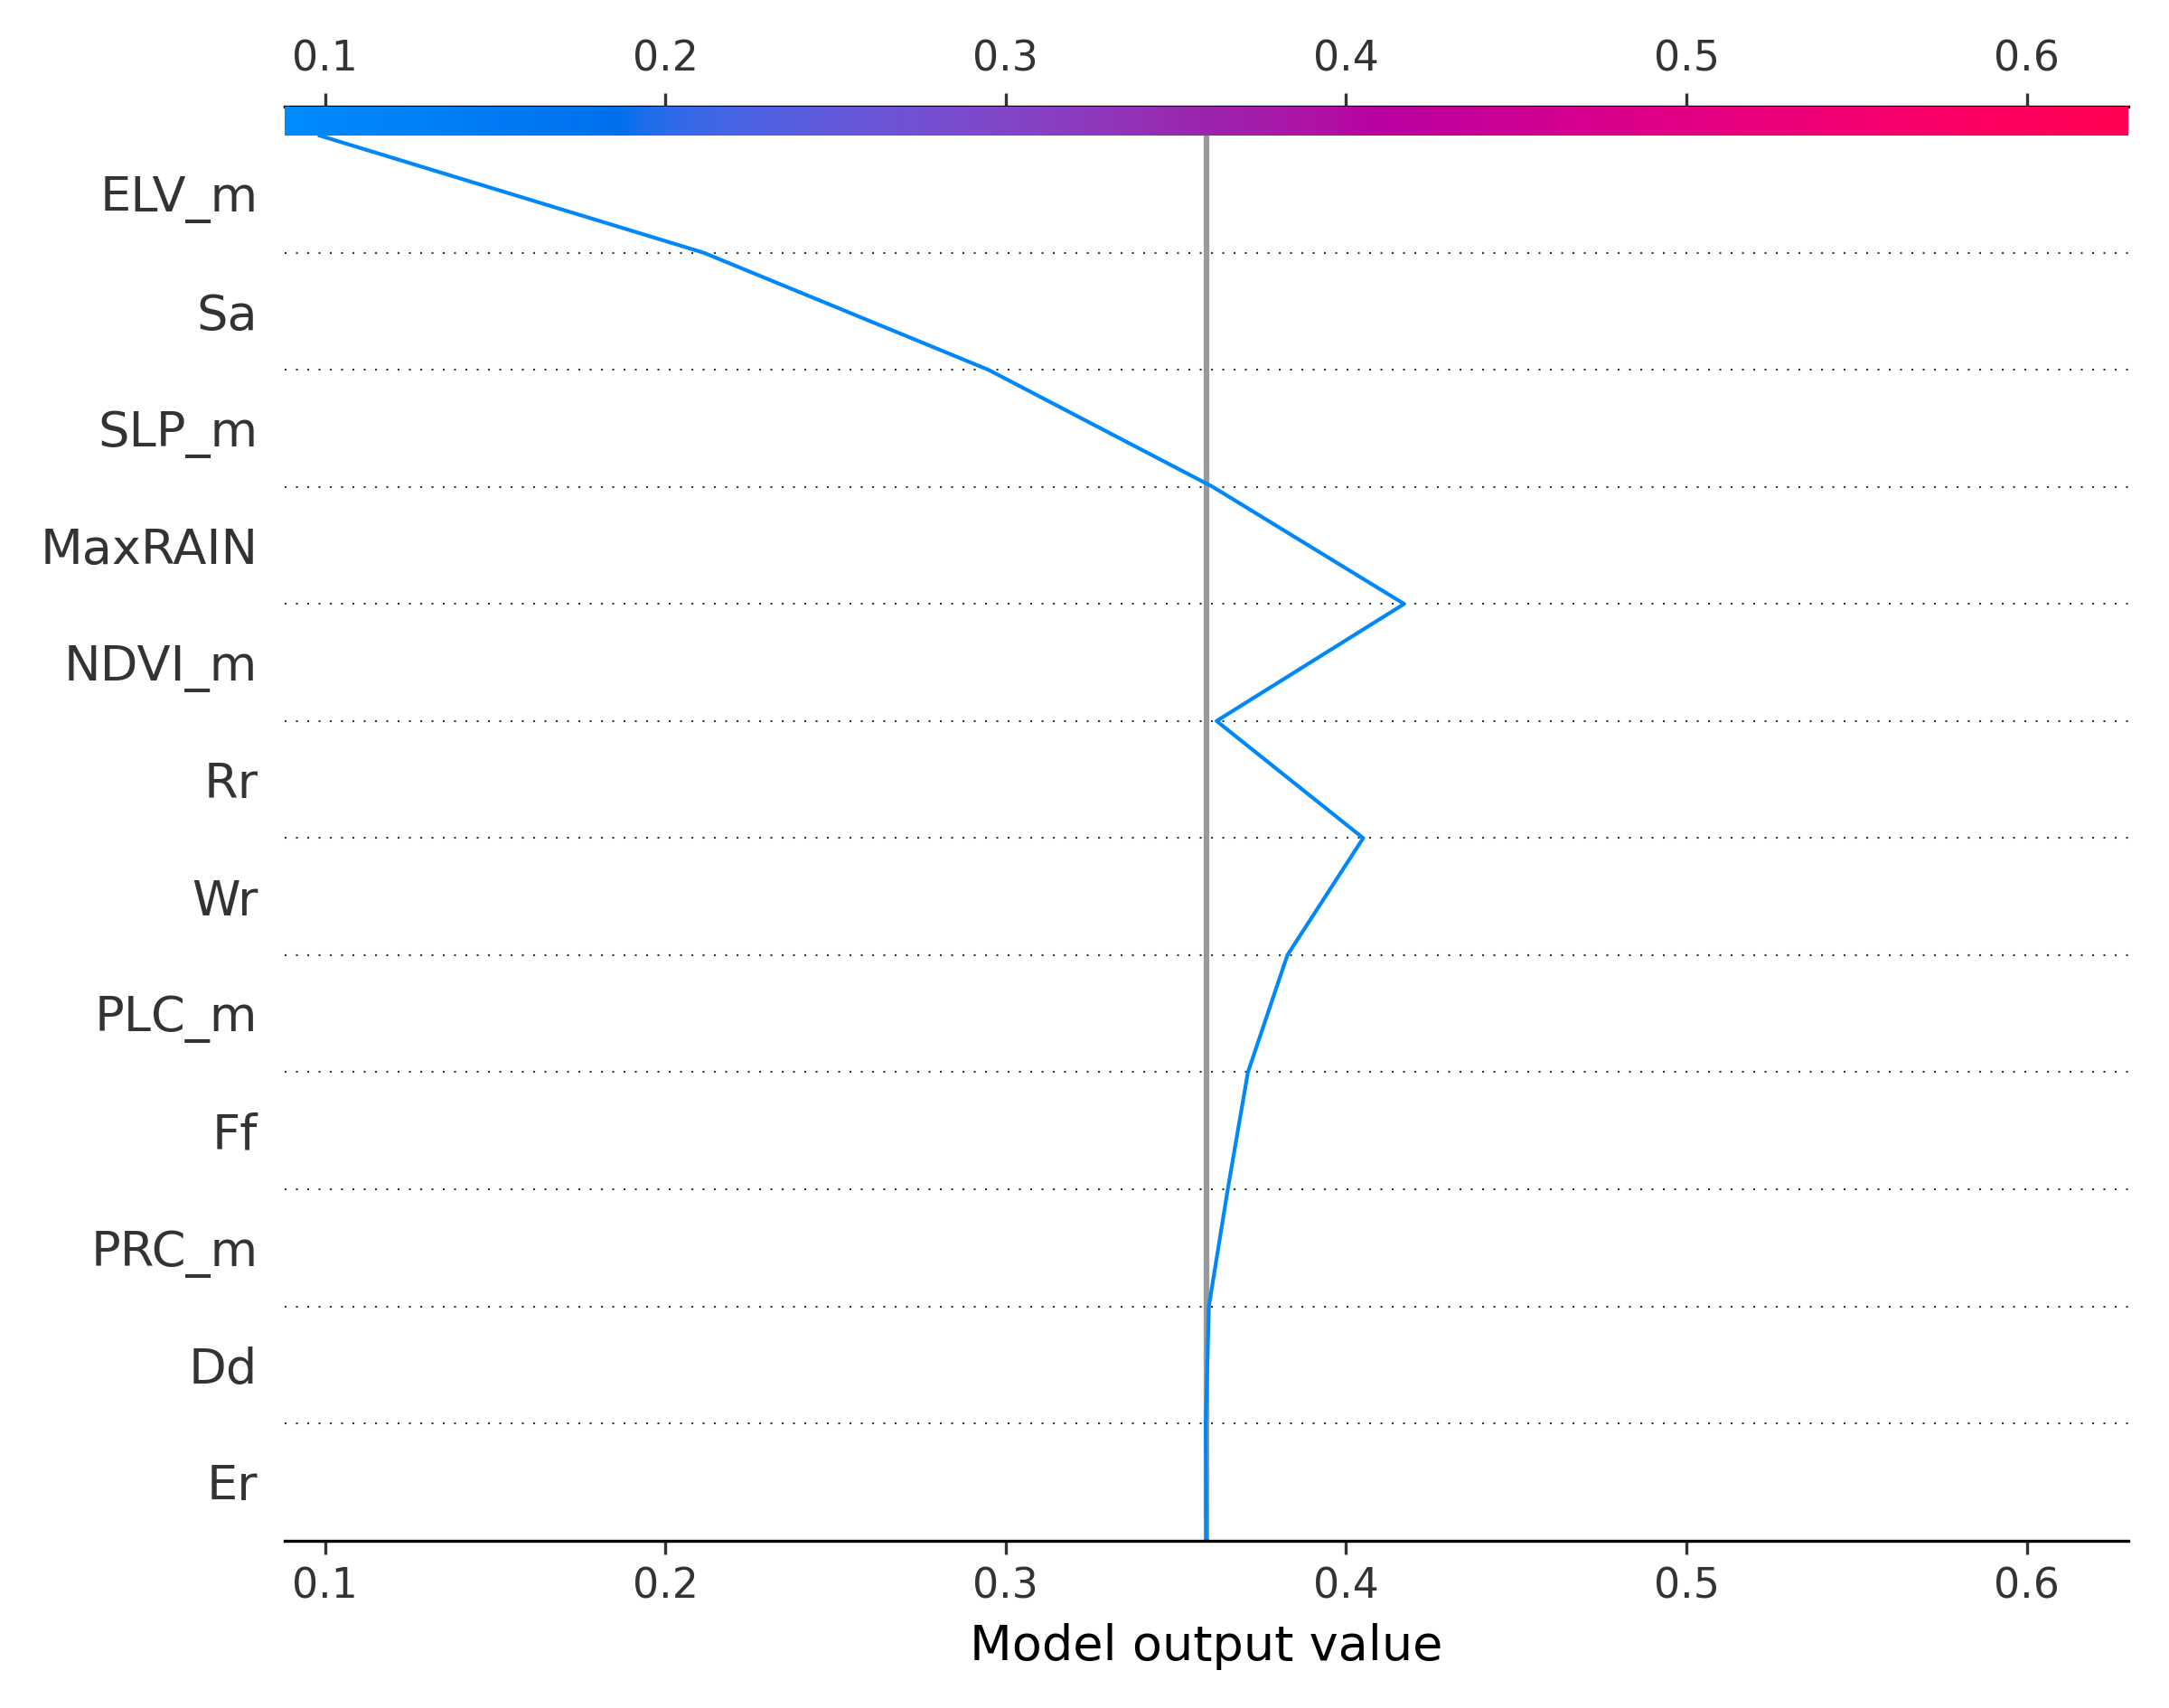 0.1 0.2 0.3 0.4 0.5 0.6
ELV_m
Sa
SLP_m
MaxRAIN
NDVI_m
Rr
Wr
PLC_m
Ff
PRC_m
Dd
Er
0.1 0.2 0.3 0.4 0.5 0.6
Model output value